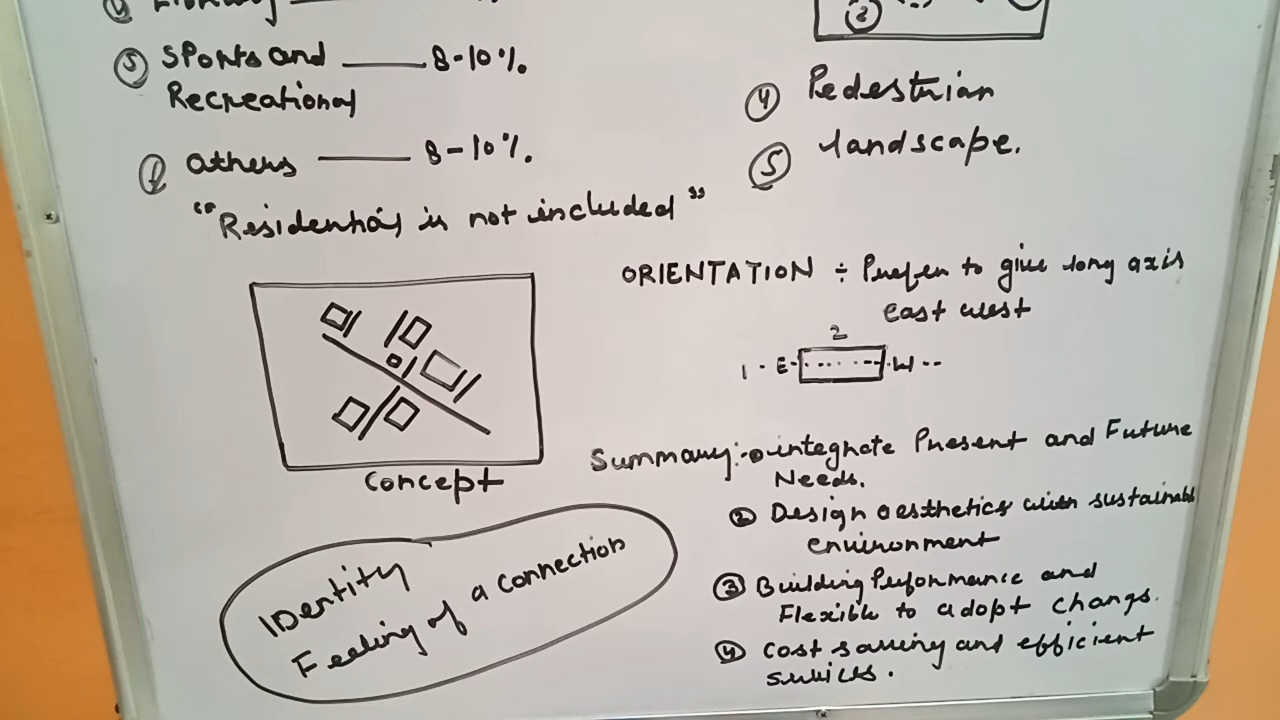 ⑤ Sports and ——— 8-10%.
Recreational
Others ——— 8-10%.
"Residential is not included"
Concept
Identity
Feeling of a connection
②
④ Pedestrian
⑤ landscape.
ORIENTATION ÷ Prefer to give long axis
east west
2
1 E W
Summary:- ① integrate Present and Future
Needs.
② Design aesthetics with sustainable
environment
③ Building Performance and
Flexible to adopt change.
④ Cost saving and efficient
services.